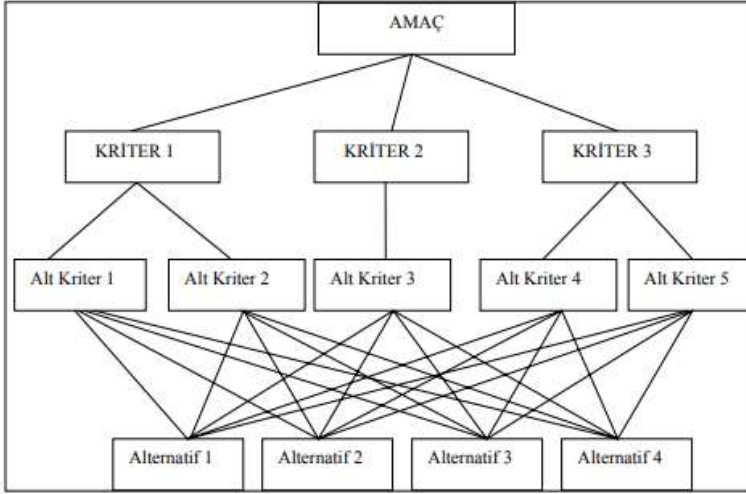 AMAÇ
KRİTER 1
KRİTER 2
KRİTER 3
Alt Kriter 1
Alt Kriter 2
Alt Kriter 3
Alt Kriter 4
Alt Kriter 5
Alternatif 1
Alternatif 2
Alternatif 3
Alternatif 4